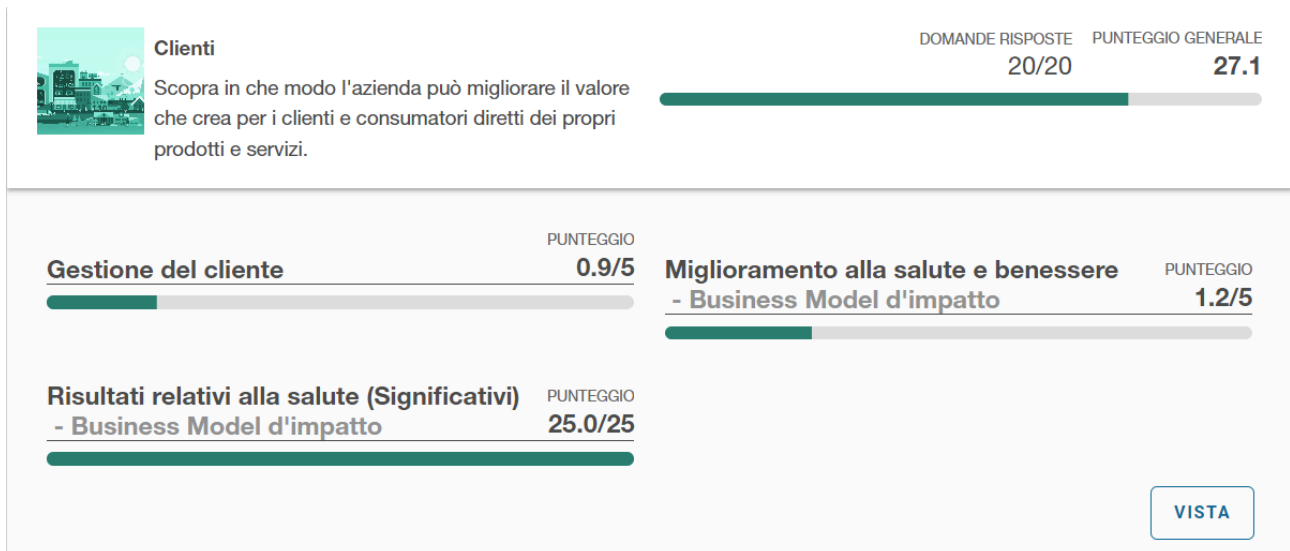 Clienti
Scopra in che modo l'azienda può migliorare il valore
che crea per i clienti e consumatori diretti dei propri
prodotti e servizi.
DOMANDE RISPOSTE PUNTEGGIO GENERALE
20/20 27.1
PUNTEGGIO
Gestione del cliente 0.9/5
Miglioramento alla salute e benessere PUNTEGGIO
- Business Model d'impatto 1.2/5
Risultati relativi alla salute (Significativi) PUNTEGGIO
- Business Model d'impatto 25.0/25
VISTA